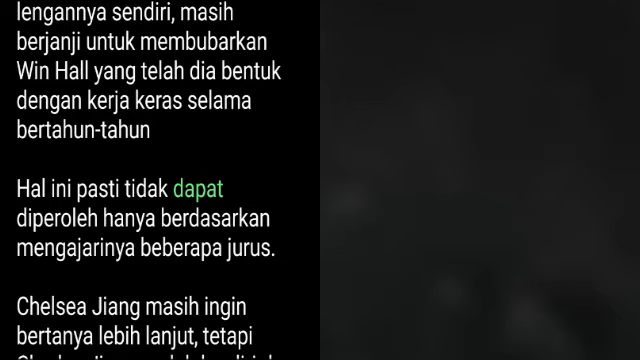 lengannya sendiri, masih
berjanji untuk membubarkan
Win Hall yang telah dia bentuk
dengan kerja keras selama
bertahun-tahun
Hal ini pasti tidak dapat
diperoleh hanya berdasarkan
mengajarinya beberapa jurus.
Chelsea Jiang masih ingin
bertanya lebih lanjut, tetapi